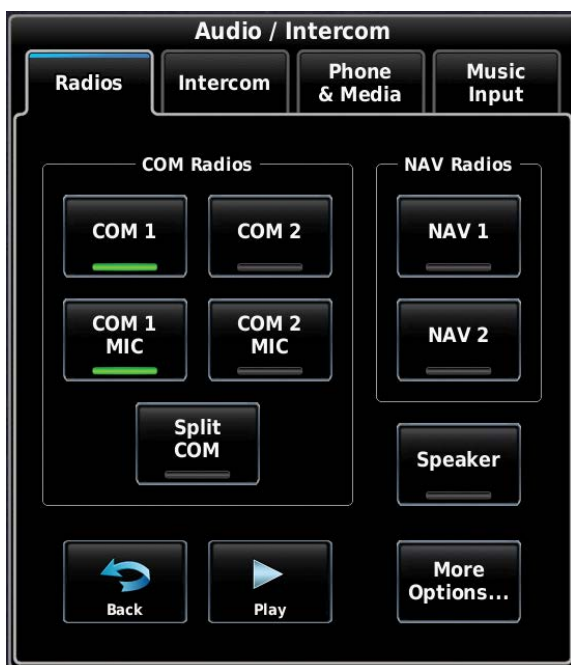 Audio / Intercom
Radios
Intercom
Phone
& Media
Music
Input
COM Radios
NAV Radios
COM 1
COM 2
NAV 1
COM 1
MIC
COM 2
MIC
NAV 2
Split
COM
Speaker
Back
Play
More
Options...